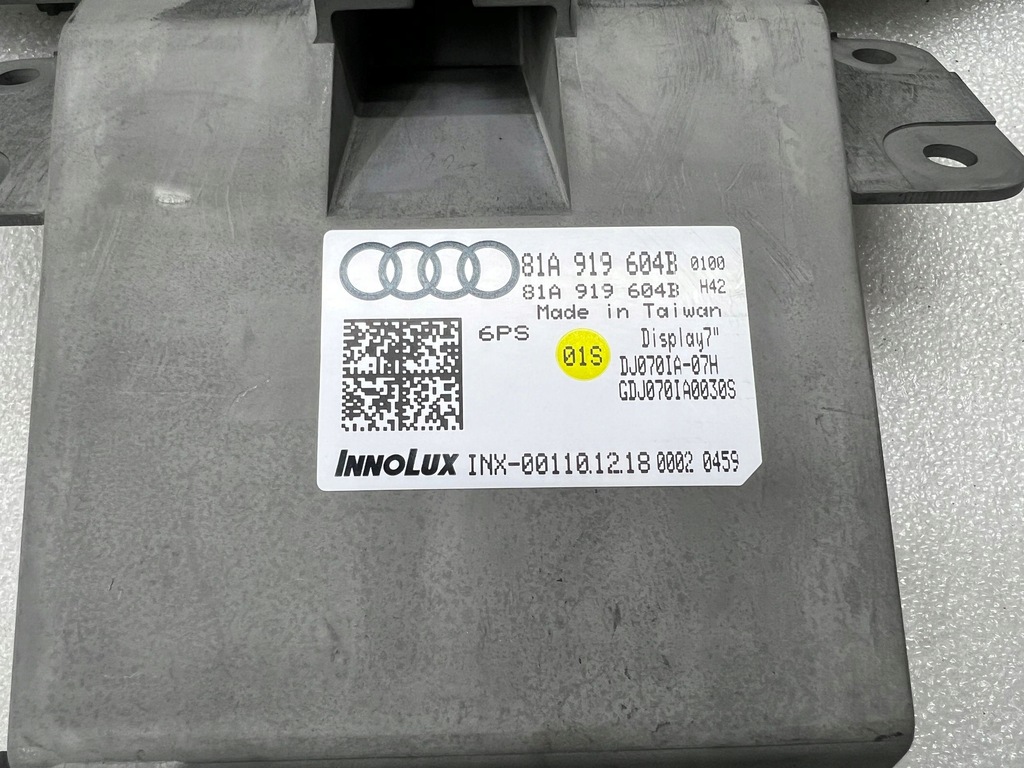 81A 919 604B 0100
81A 919 604B H42
Made in Taiwan
6PS
01S
Display7"
DJ070IA-07H
GDJ070IA0030S
INNOLUX INX-00110.12.18 0002 0459